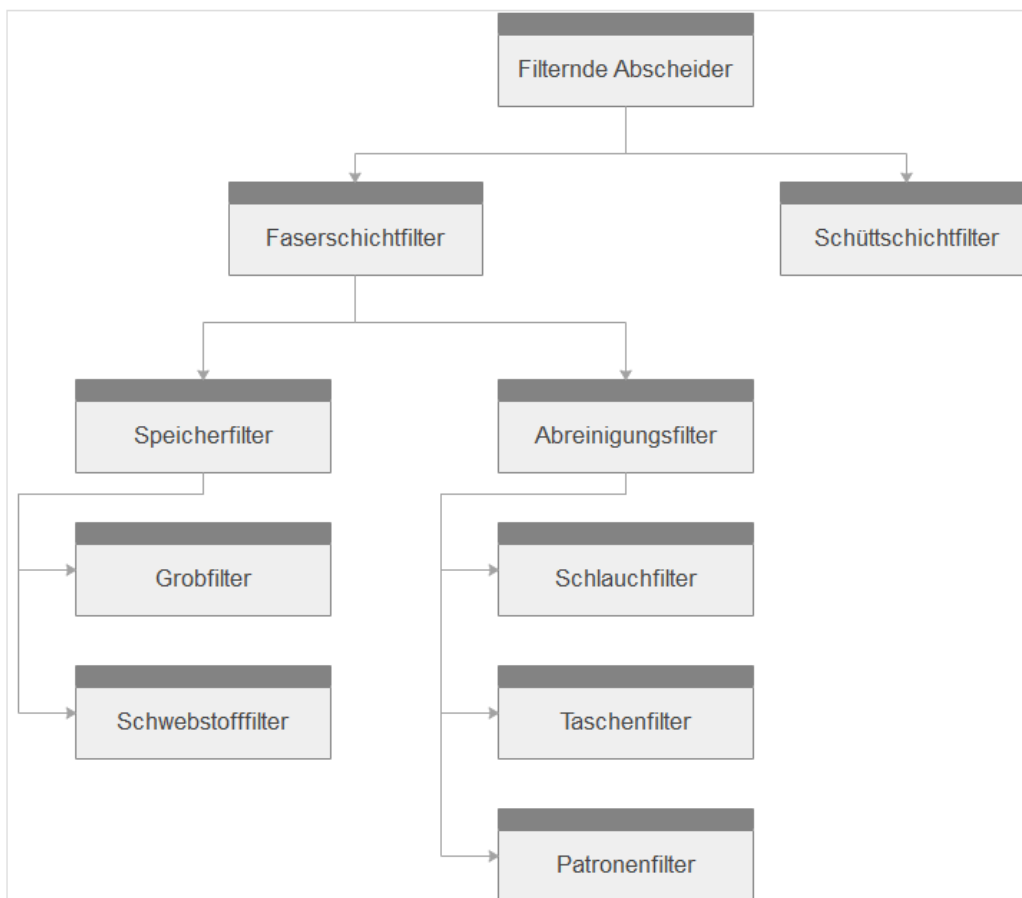 Filternde Abscheider
Faserschichtfilter
Schüttschichtfilter
Speicherfilter
Abreinigungsfilter
Grobfilter
Schlauchfilter
Schwebstofffilter
Taschenfilter
Patronenfilter